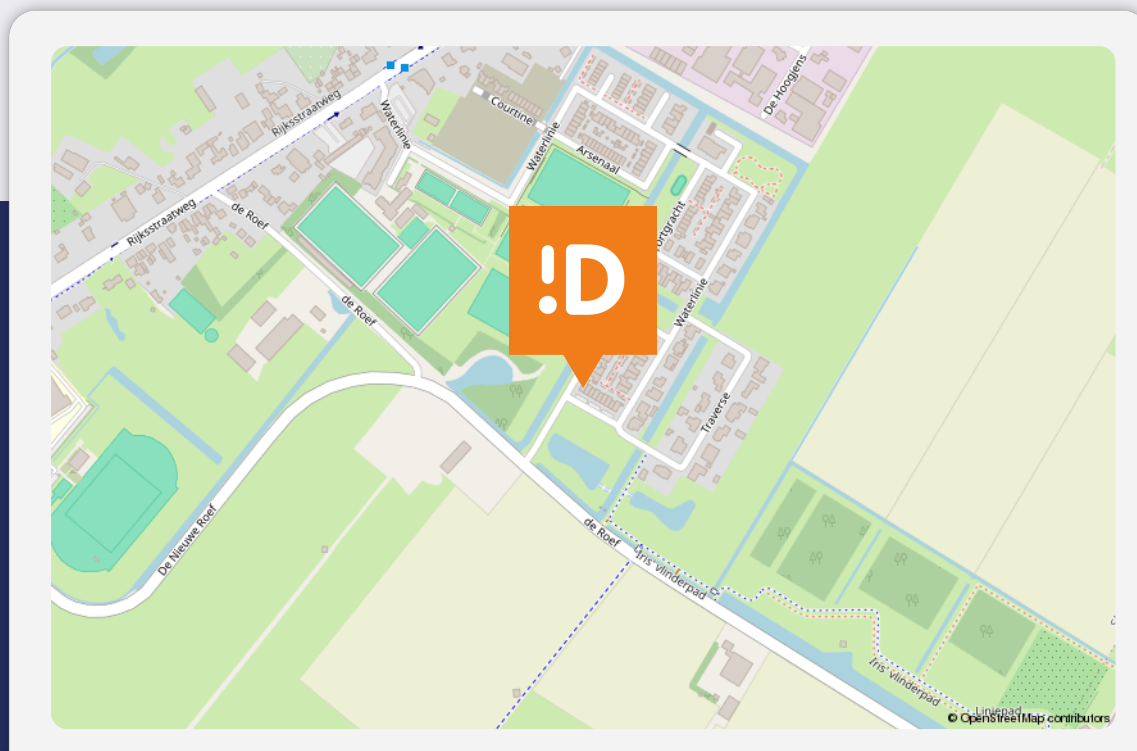 De Hoogjens
Rijksstraatweg
Waterlinie
Courtine
Waterlinie
Arsenaal
Rijksstraatweg
de Roef
!D
Waterlinie
de Roef
Traverse
De Nieuwe Roef
de Roef
Iris' vlinderpad
Iris' vlinderpad
Liniepad
© OpenStreetMap contributors